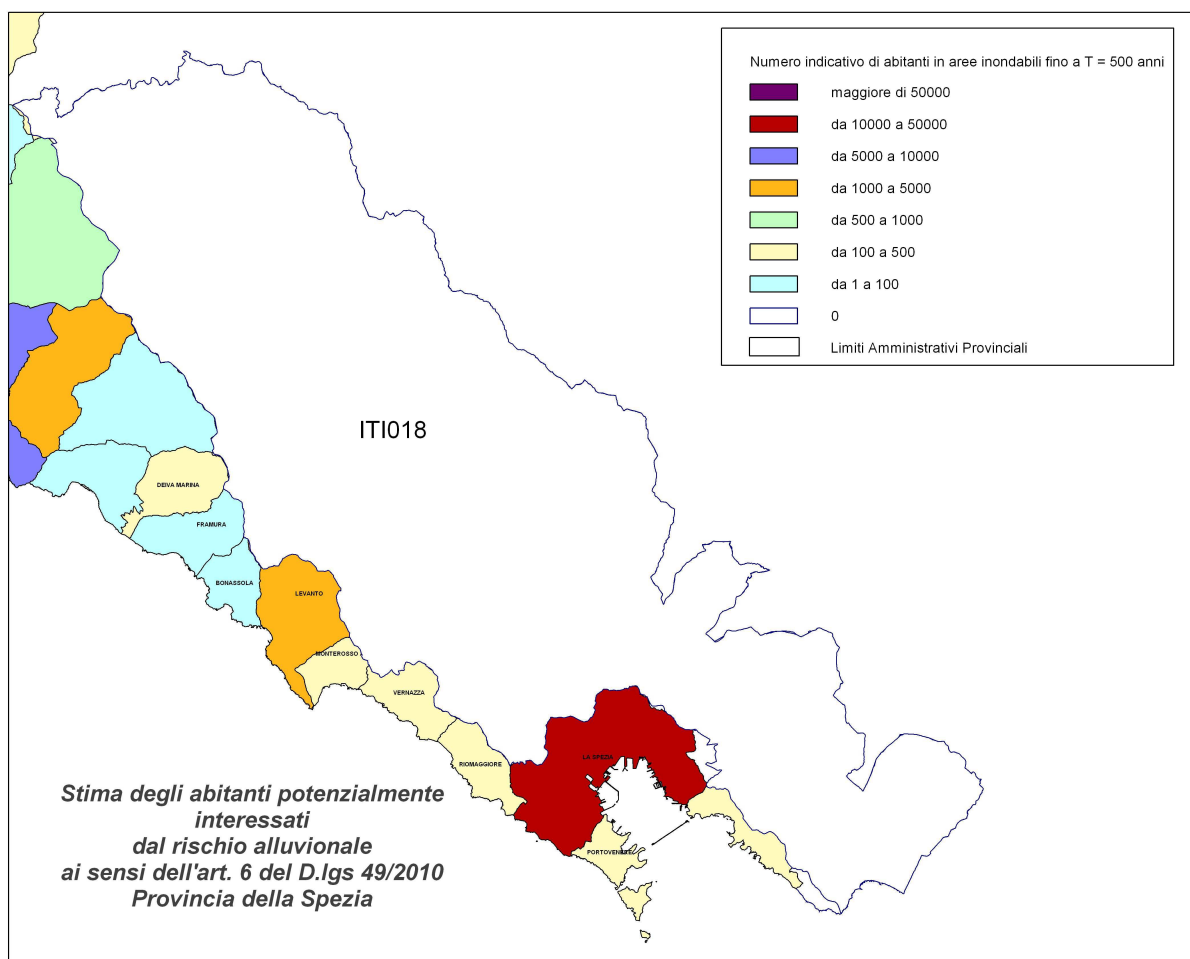 Numero indicativo di abitanti in aree inondabili fino a T = 500 anni
maggiore di 50000
da 10000 a 50000
da 5000 a 10000
da 1000 a 5000
da 500 a 1000
da 100 a 500
da 1 a 100
0
Limiti Amministrativi Provinciali
ITI018
DEIVA MARINA
FRAMURA
BONASSOLA
LEVANTO
MONTEROSSO
VERNAZZA
RIOMAGGIORE
LA SPEZIA
PORTOVENERE
Stima degli abitanti potenzialmente
interessati
dal rischio alluvionale
ai sensi dell'art. 6 del D.lgs 49/2010
Provincia della Spezia